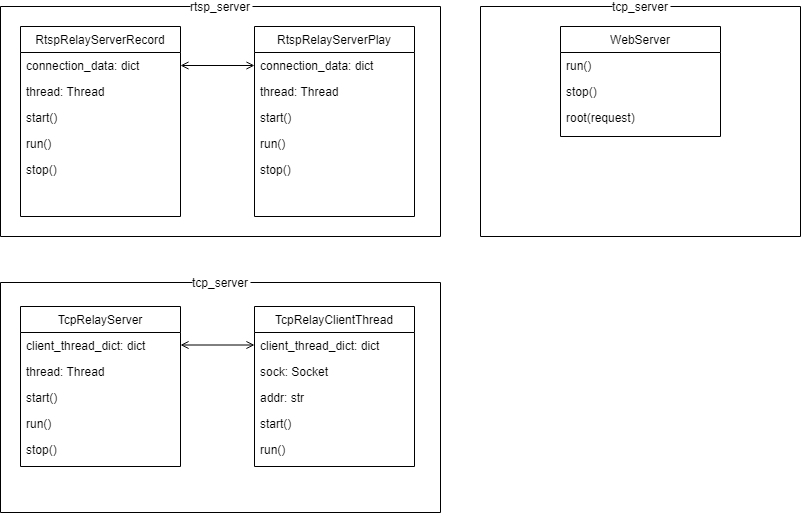 rtsp_server
RtspRelayServerRecord
connection_data: dict
thread: Thread
start()
run()
stop()
RtspRelayServerPlay
connection_data: dict
thread: Thread
start()
run()
stop()
tcp_server
WebServer
run()
stop()
root(request)
tcp_server
TcpRelayServer
client_thread_dict: dict
thread: Thread
start()
run()
stop()
TcpRelayClientThread
client_thread_dict: dict
sock: Socket
addr: str
start()
run()